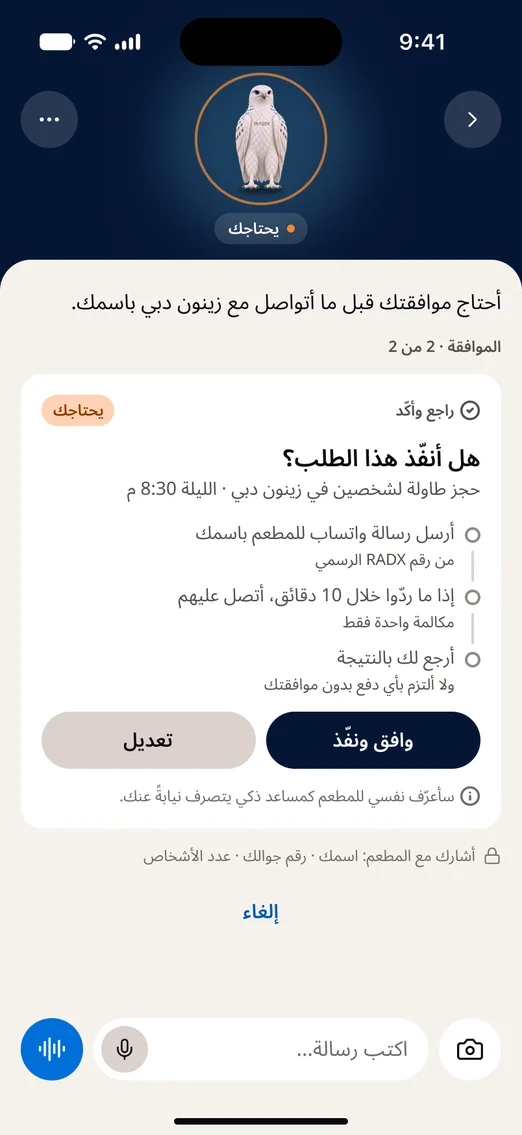 9:41
RADX
يحتاجك
أحتاج موافقتك قبل ما أتواصل مع زينون دبي باسمك.
الموافقة · 2 من 2
راجع وأكّد
يحتاجك
هل أنفّذ هذا الطلب؟
حجز طاولة لشخصين في زينون دبي · الليلة 8:30 م
أرسل رسالة واتساب للمطعم باسمك
من رقم RADX الرسمي
إذا ما ردّوا خلال 10 دقائق، أتصل عليهم
مكالمة واحدة فقط
أرجع لك بالنتيجة
ولا ألتزم بأي دفع بدون موافقتك
وافق ونفّذ
تعديل
سأعرّف نفسي للمطعم كمساعد ذكي يتصرف نيابةً عنك.
أشارك مع المطعم: اسمك · رقم جوالك · عدد الأشخاص
إلغاء
اكتب رسالة...